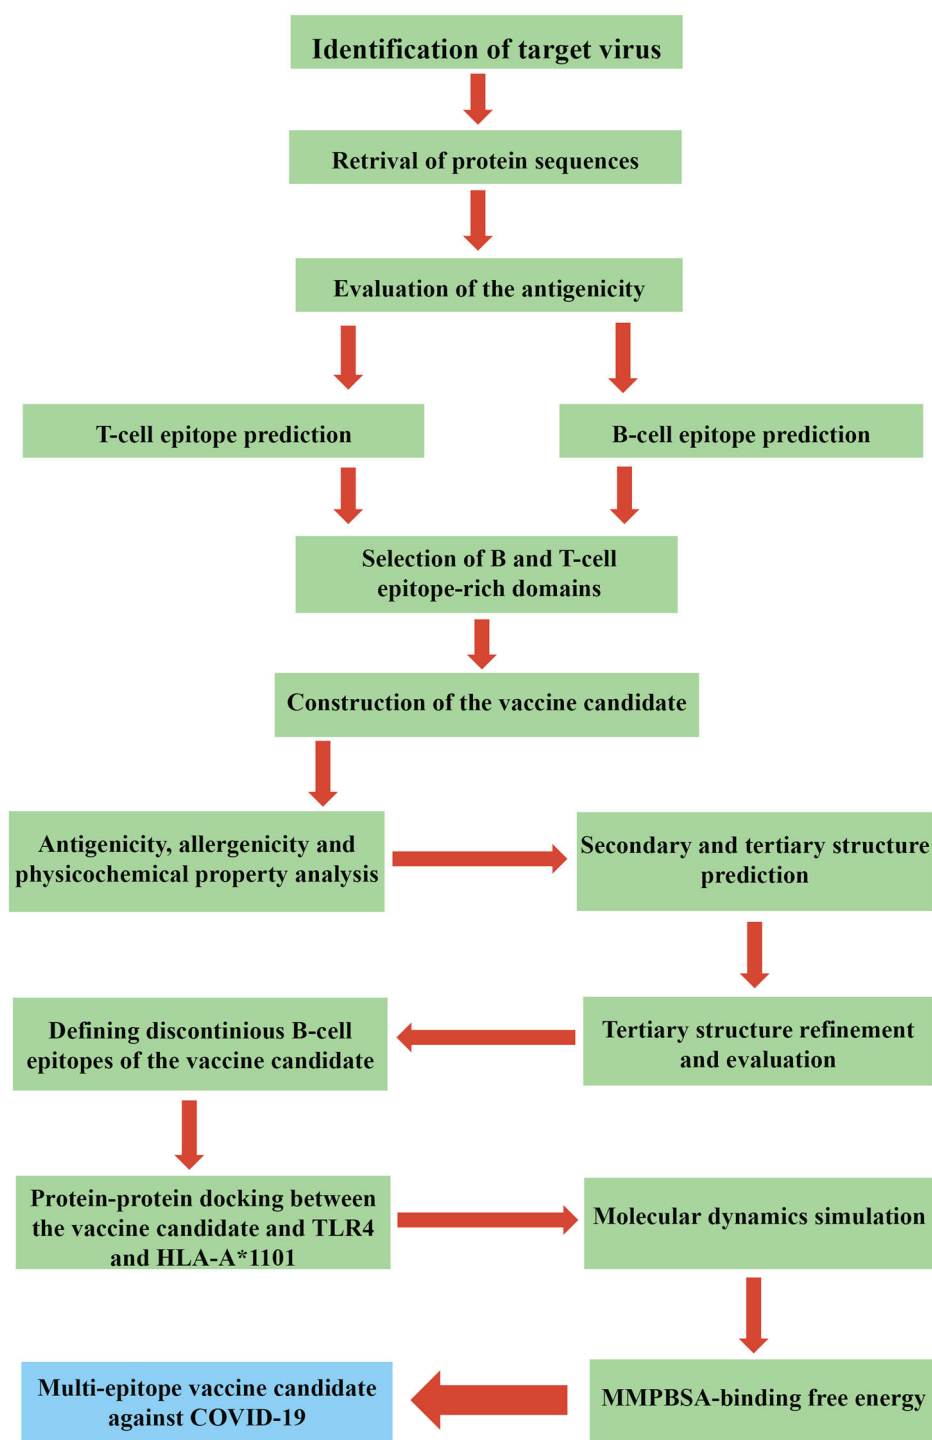 Identification of target virus
Retrival of protein sequences
Evaluation of the antigenicity
T-cell epitope prediction
B-cell epitope prediction
Selection of B and T-cell
epitope-rich domains
Construction of the vaccine candidate
Antigenicity, allergenicity and
physicochemical property analysis
Secondary and tertiary structure
prediction
Defining discontinious B-cell
epitopes of the vaccine candidate
Tertiary structure refinement
and evaluation
Protein-protein docking between
the vaccine candidate and TLR4
and HLA-A*1101
Molecular dynamics simulation
Multi-epitope vaccine candidate
against COVID-19
MMPBSA-binding free energy